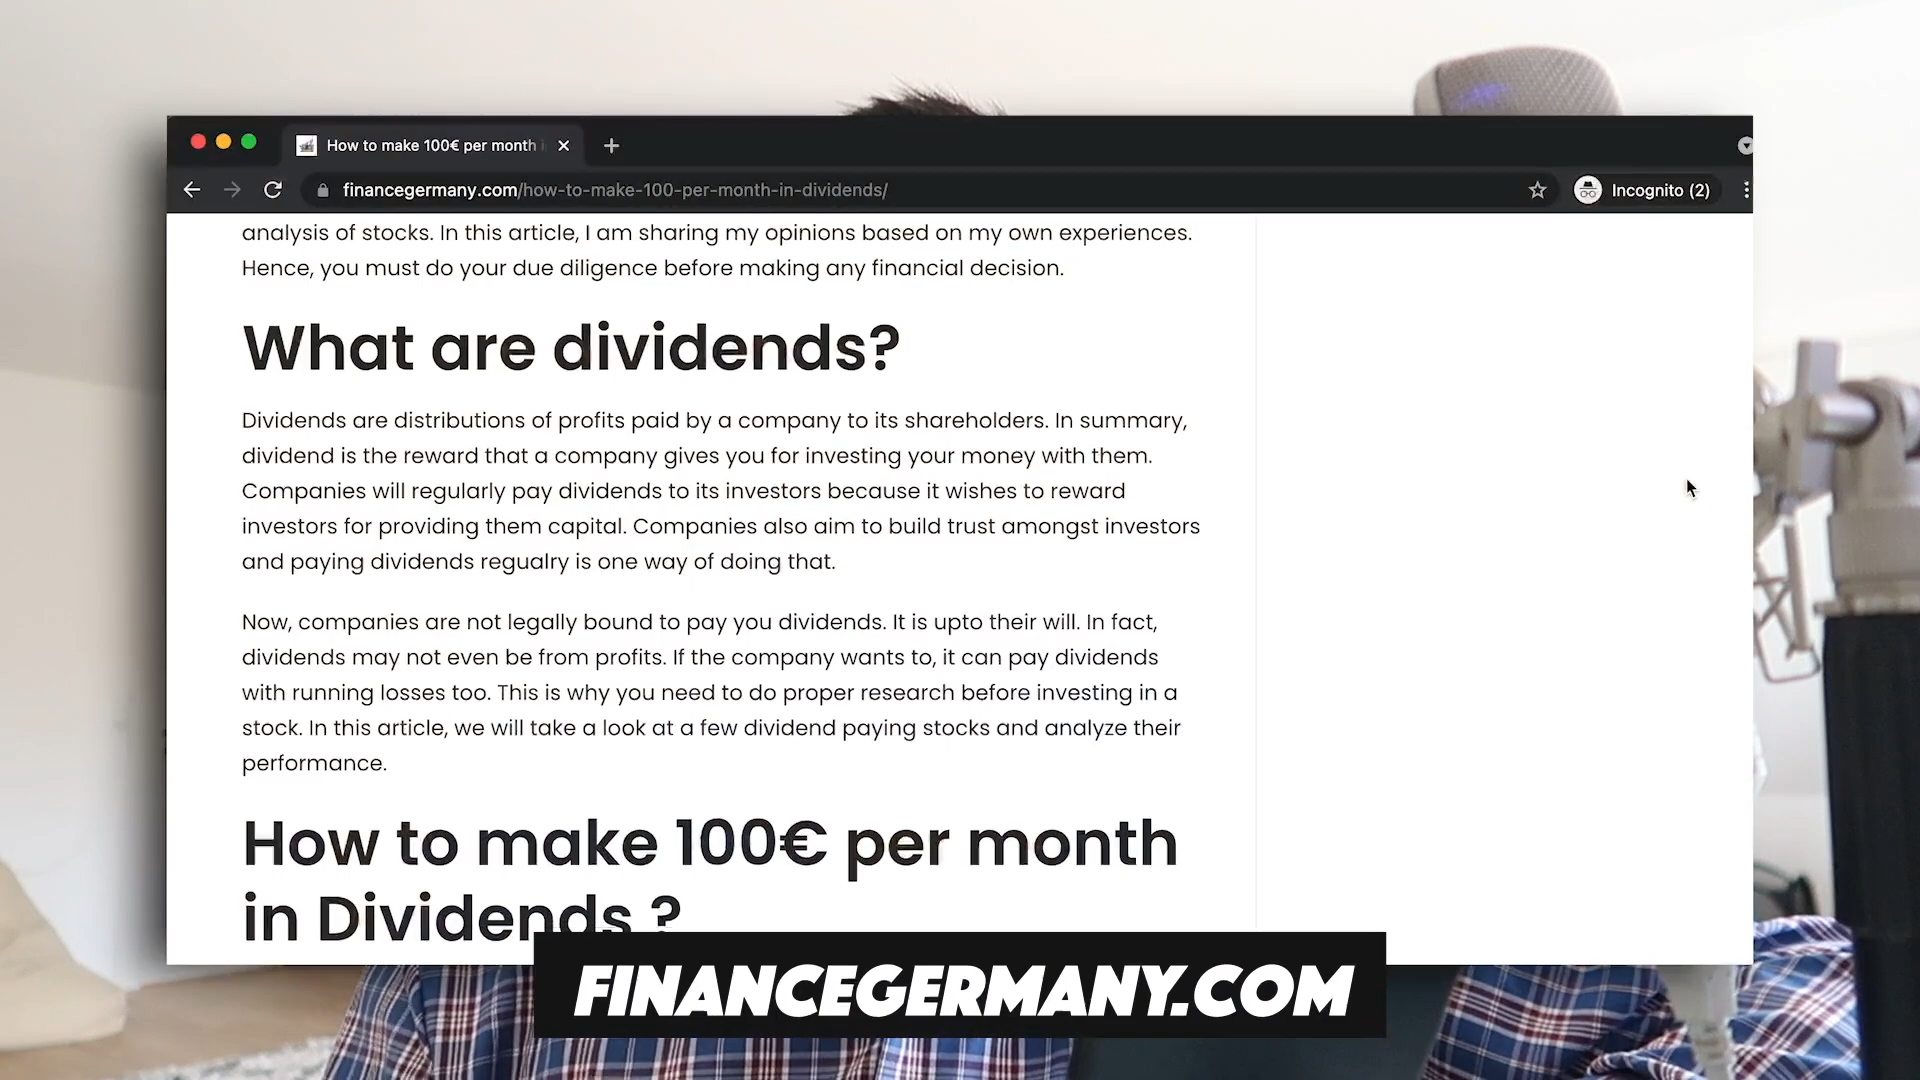 How to make 100€ per month i
financegermany.com/how-to-make-100-per-month-in-dividends/
Incognito (2)
analysis of stocks. In this article, I am sharing my opinions based on my own experiences.
Hence, you must do your due diligence before making any financial decision.
What are dividends?
Dividends are distributions of profits paid by a company to its shareholders. In summary,
dividend is the reward that a company gives you for investing your money with them.
Companies will regularly pay dividends to its investors because it wishes to reward
investors for providing them capital. Companies also aim to build trust amongst investors
and paying dividends regualry is one way of doing that.
Now, companies are not legally bound to pay you dividends. It is upto their will. In fact,
dividends may not even be from profits. If the company wants to, it can pay dividends
with running losses too. This is why you need to do proper research before investing in a
stock. In this article, we will take a look at a few dividend paying stocks and analyze their
performance.
How to make 100€ per month
in Dividends ?
FINANCEGERMANY.COM